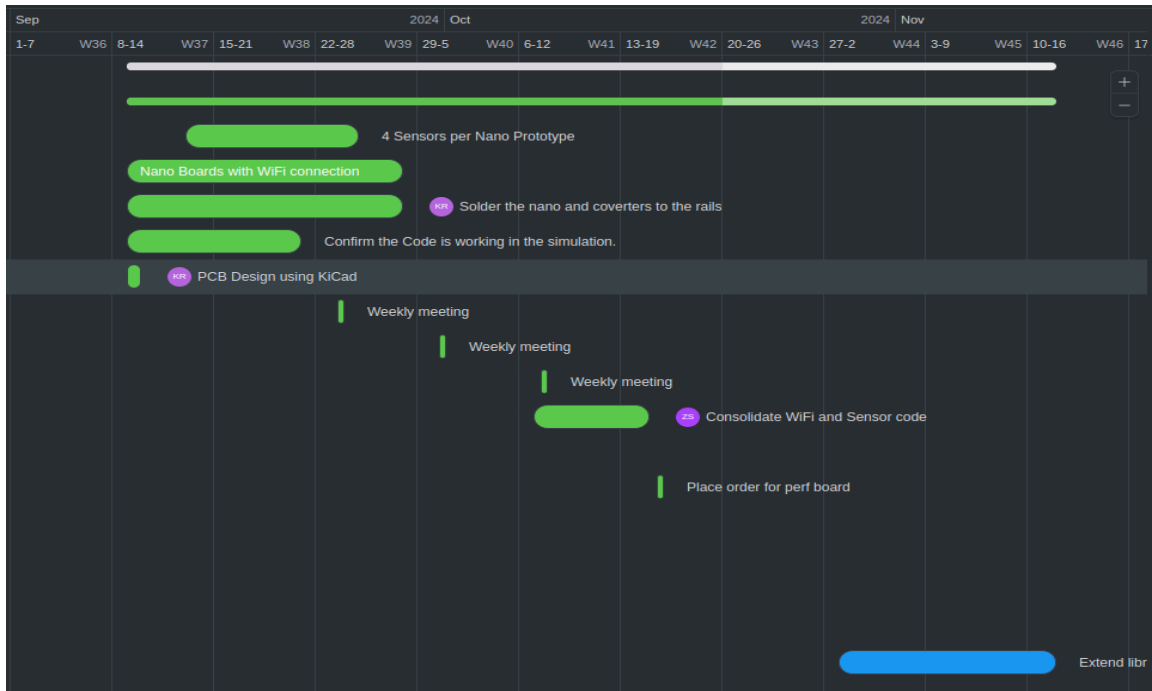 Sep 2024 Oct 2024 Nov
1-7 W36 8-14 W37 15-21 W38 22-28 W39 29-5 W40 6-12 W41 13-19 W42 20-26 W43 27-2 W44 3-9 W45 10-16 W46 17
+
−
4 Sensors per Nano Prototype
Nano Boards with WiFi connection
KR Solder the nano and coverters to the rails
Confirm the Code is working in the simulation.
KR PCB Design using KiCad
Weekly meeting
Weekly meeting
Weekly meeting
ZS Consolidate WiFi and Sensor code
Place order for perf board
Extend libr